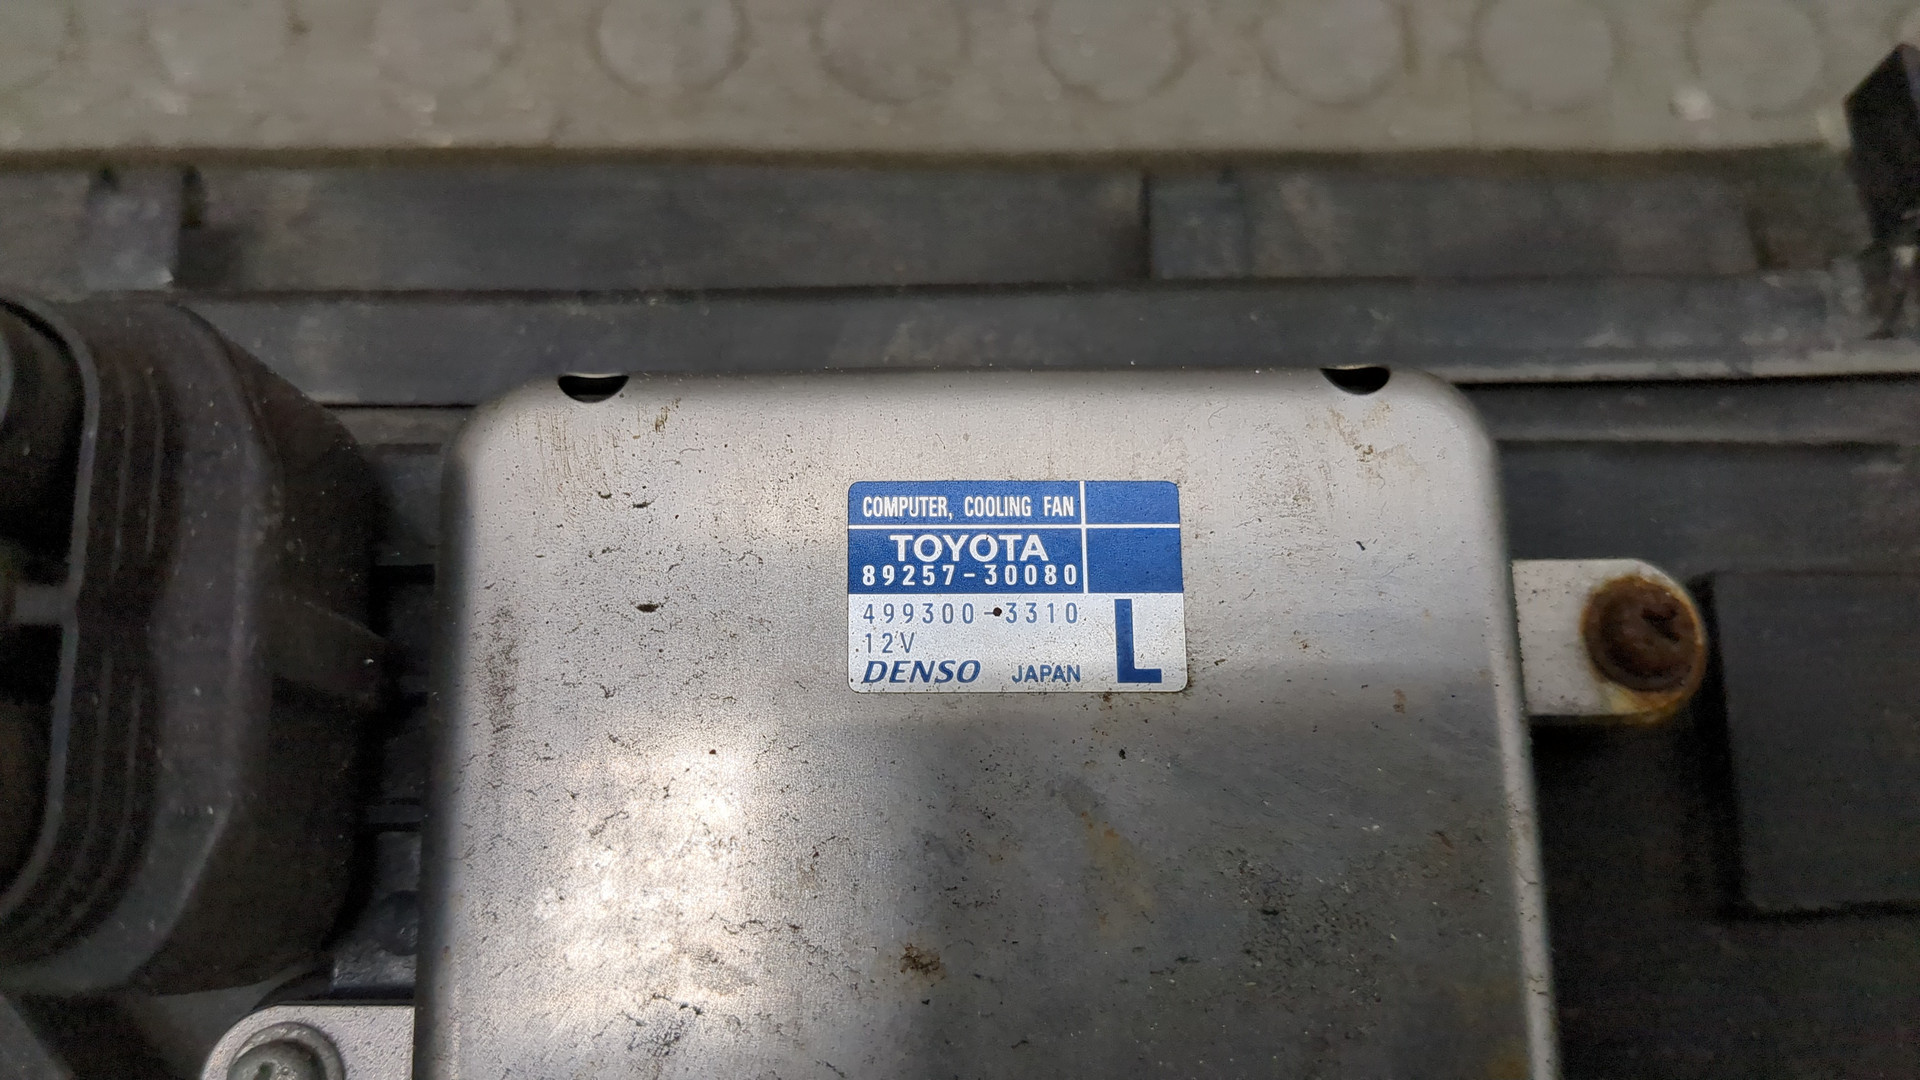 COMPUTER, COOLING FAN
TOYOTA
89257-30080
499300-3310
12V
DENSO JAPAN
L